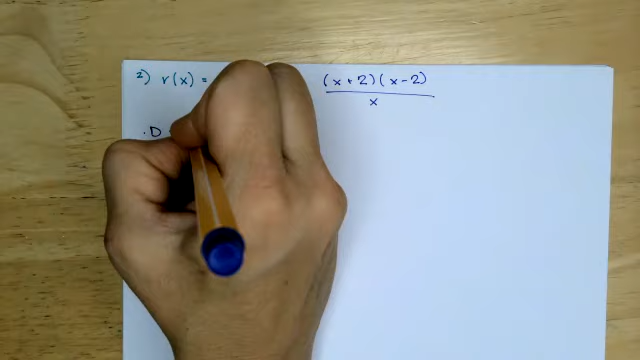 2) r(x) = (x+2)(x-2)
x
. D